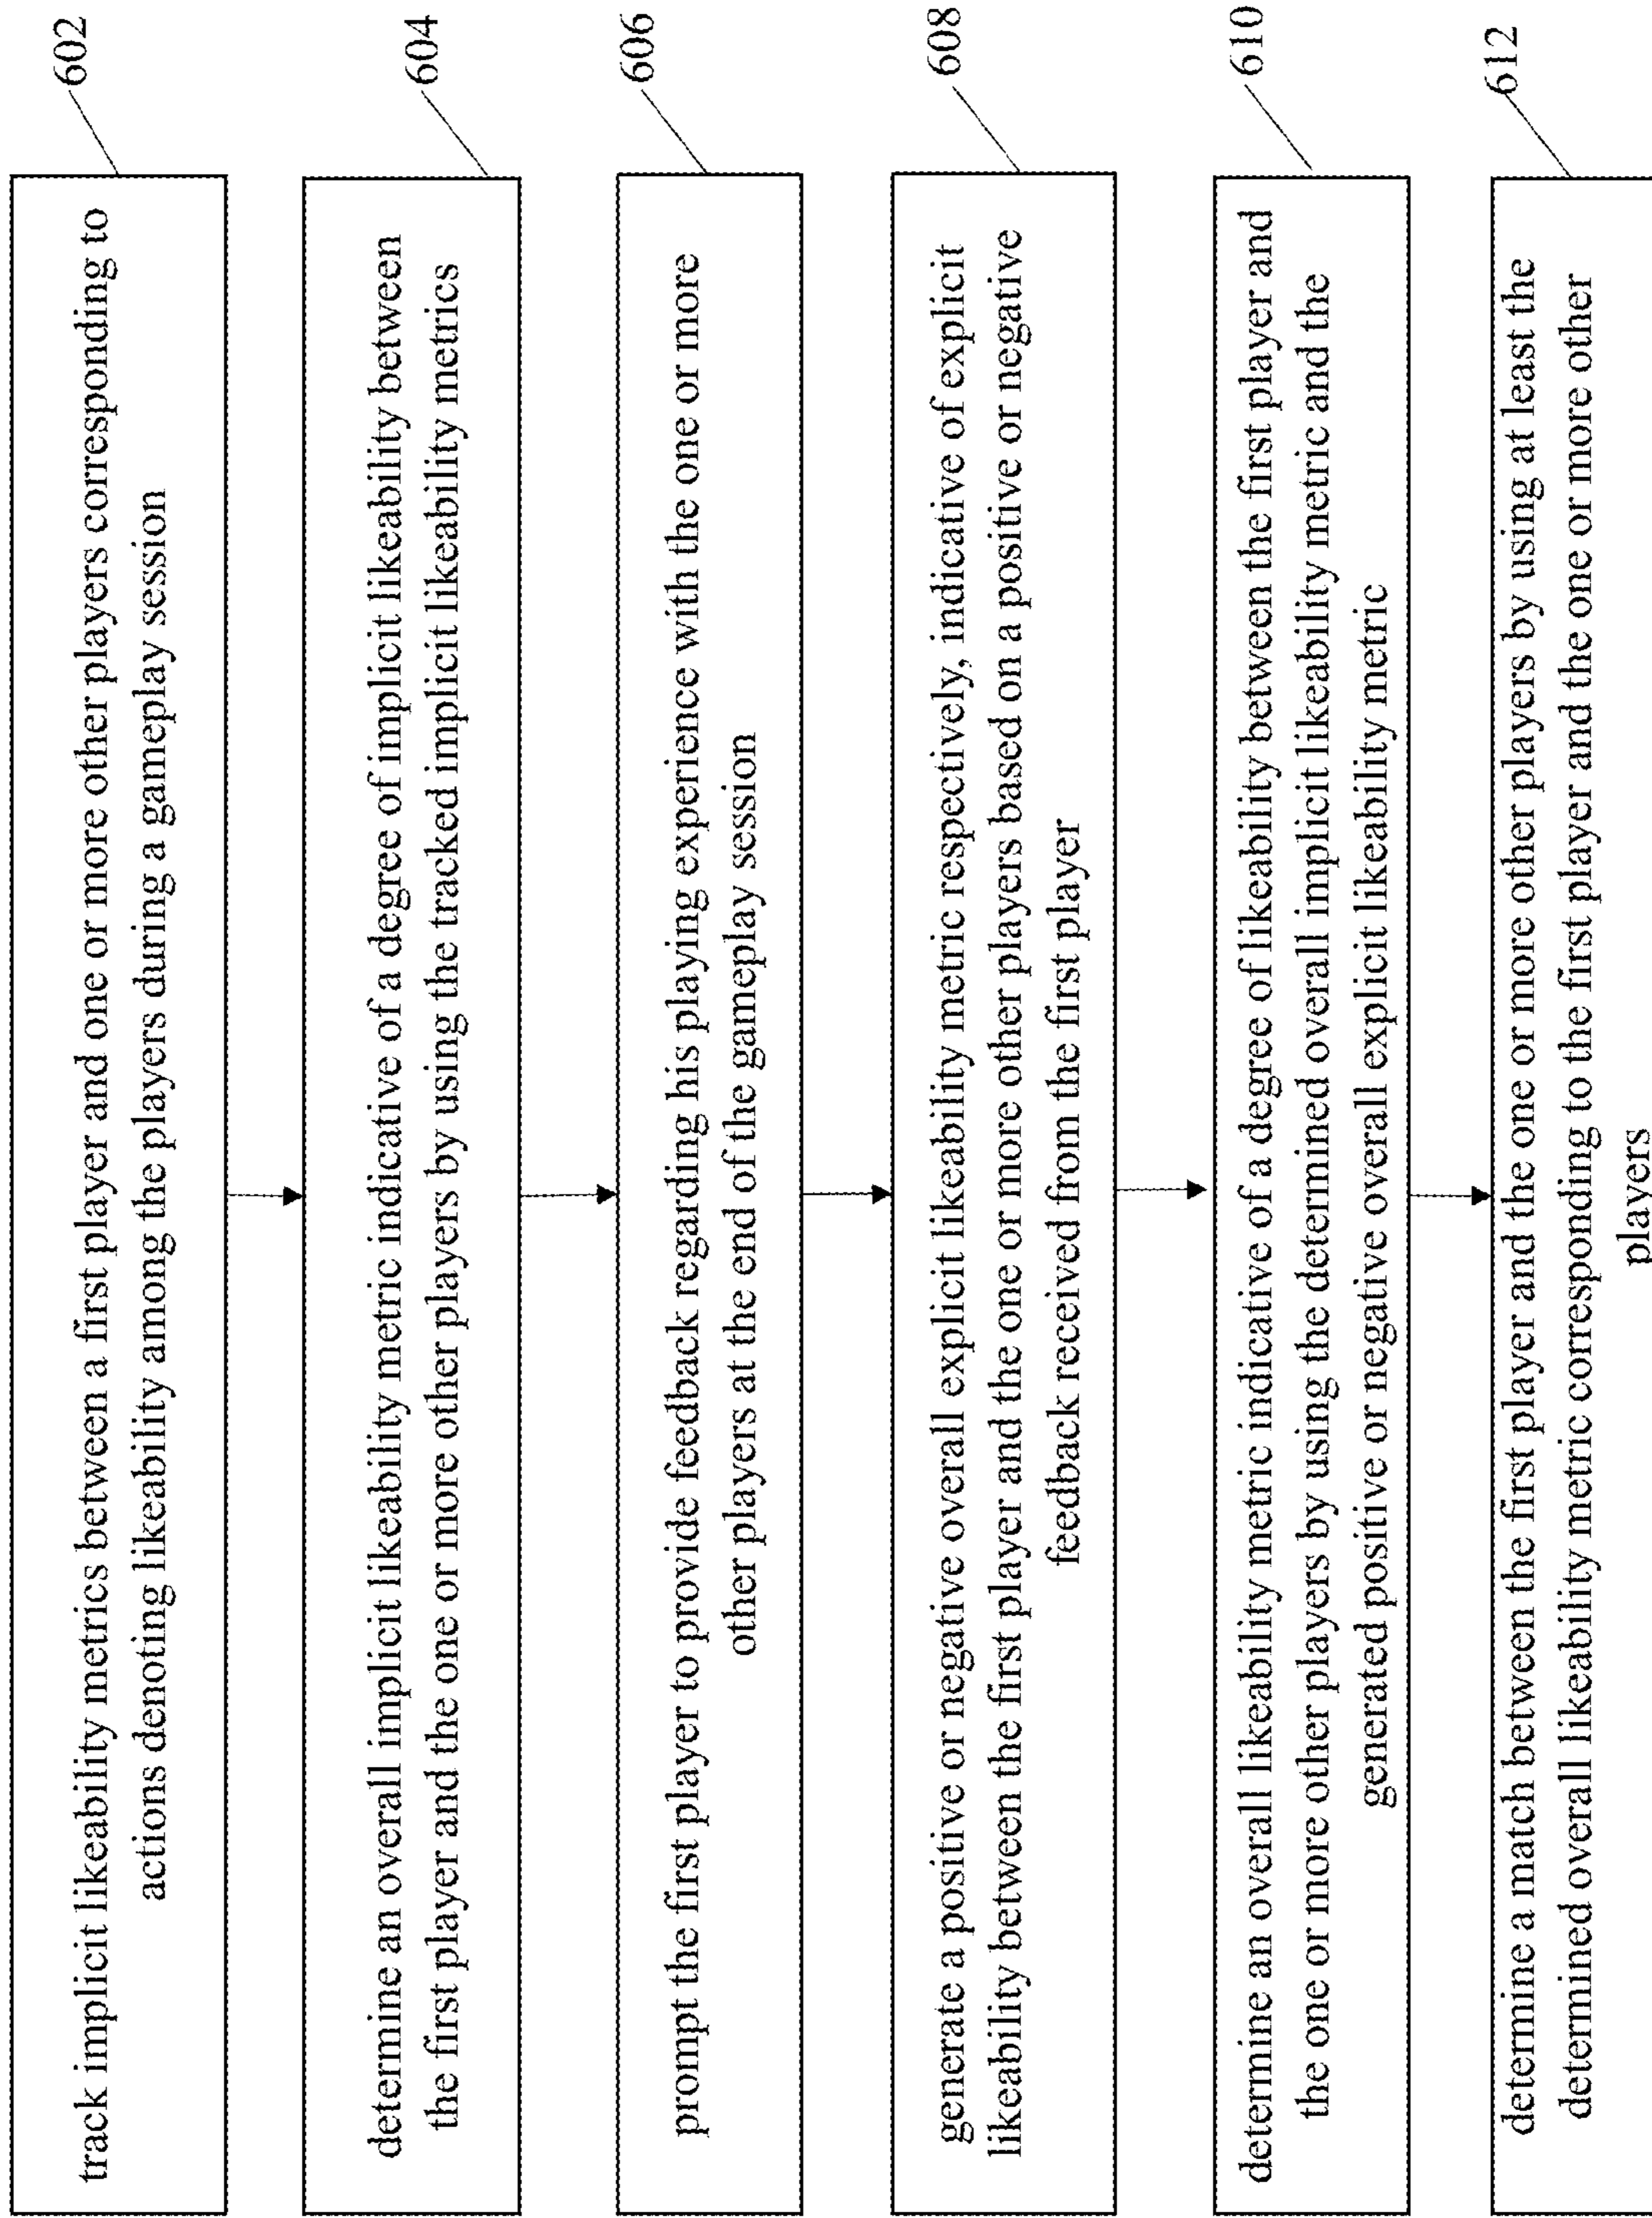 602
track implicit likeability metrics between a first player and one or more other players corresponding to
actions denoting likeability among the players during a gameplay session
604
determine an overall implicit likeability metric indicative of a degree of implicit likeability between
the first player and the one or more other players by using the tracked implicit likeability metrics
606
prompt the first player to provide feedback regarding his playing experience with the one or more
other players at the end of the gameplay session
608
generate a positive or negative overall explicit likeability metric respectively, indicative of explicit
likeability between the first player and the one or more other players based on a positive or negative
feedback received from the first player
610
determine an overall likeability metric indicative of a degree of likeability between the first player and
the one or more other players by using the determined overall implicit likeability metric and the
generated positive or negative overall explicit likeability metric
612
determine a match between the first player and the one or more other players by using at least the
determined overall likeability metric corresponding to the first player and the one or more other
players